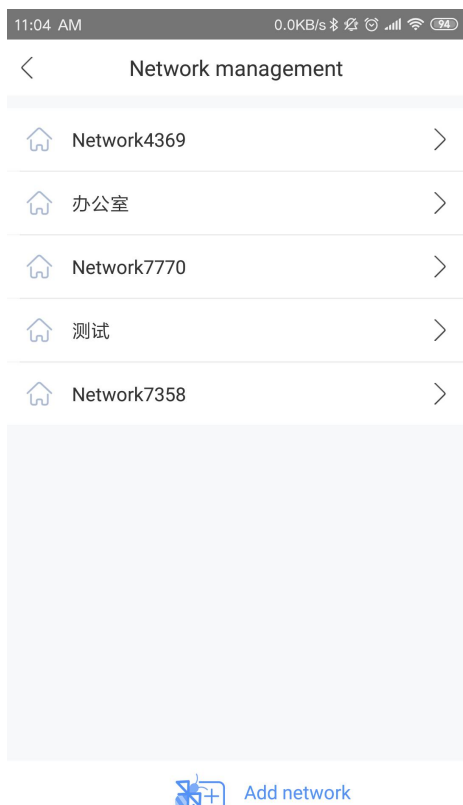 11:04 AM 0.0KB/s 94
Network management
Network4369
办公室
Network7770
测试
Network7358
Add network